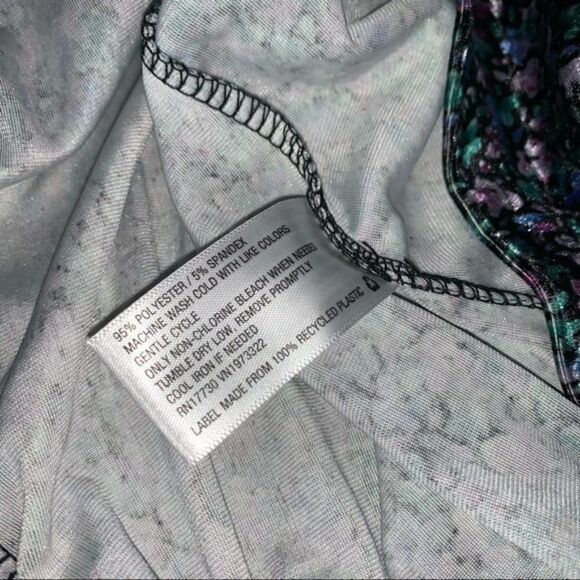 95% POLYESTER / 5% SPANDEX
MACHINE WASH COLD WITH LIKE COLORS
GENTLE CYCLE
ONLY NON-CHLORINE BLEACH WHEN NEEDED
TUMBLE DRY LOW, REMOVE PROMPTLY
COOL IRON IF NEEDED
RN17730 VN1973322
LABEL MADE FROM 100% RECYCLED PLASTIC